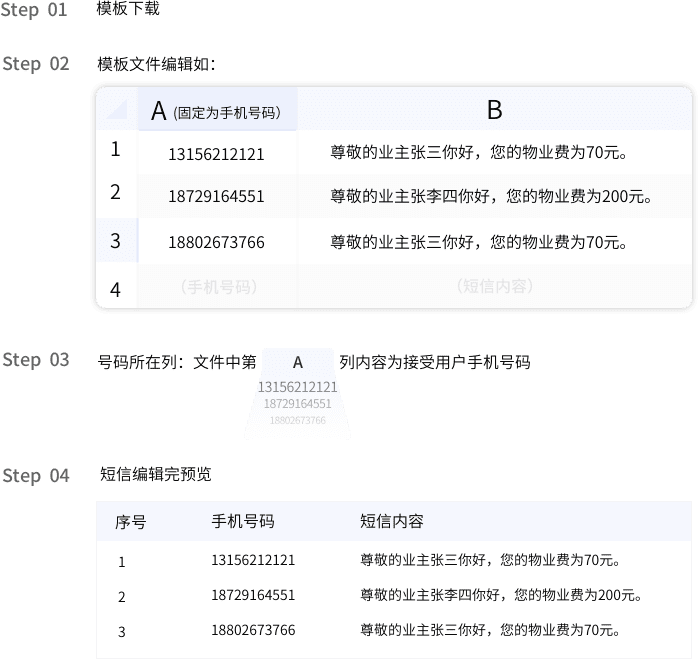 Step 01 模板下载
Step 02 模板文件编辑如：
A (固定为手机号码) B
1 13156212121 尊敬的业主张三你好，您的物业费为70元。
2 18729164551 尊敬的业主张李四你好，您的物业费为200元。
3 18802673766 尊敬的业主张三你好，您的物业费为70元。
4 （手机号码） （短信内容）
Step 03 号码所在列：文件中第 A 列内容为接受用户手机号码
13156212121
18729164551
18802673766
Step 04 短信编辑完预览
序号 手机号码 短信内容
1 13156212121 尊敬的业主张三你好，您的物业费为70元。
2 18729164551 尊敬的业主张李四你好，您的物业费为200元。
3 18802673766 尊敬的业主张三你好，您的物业费为70元。